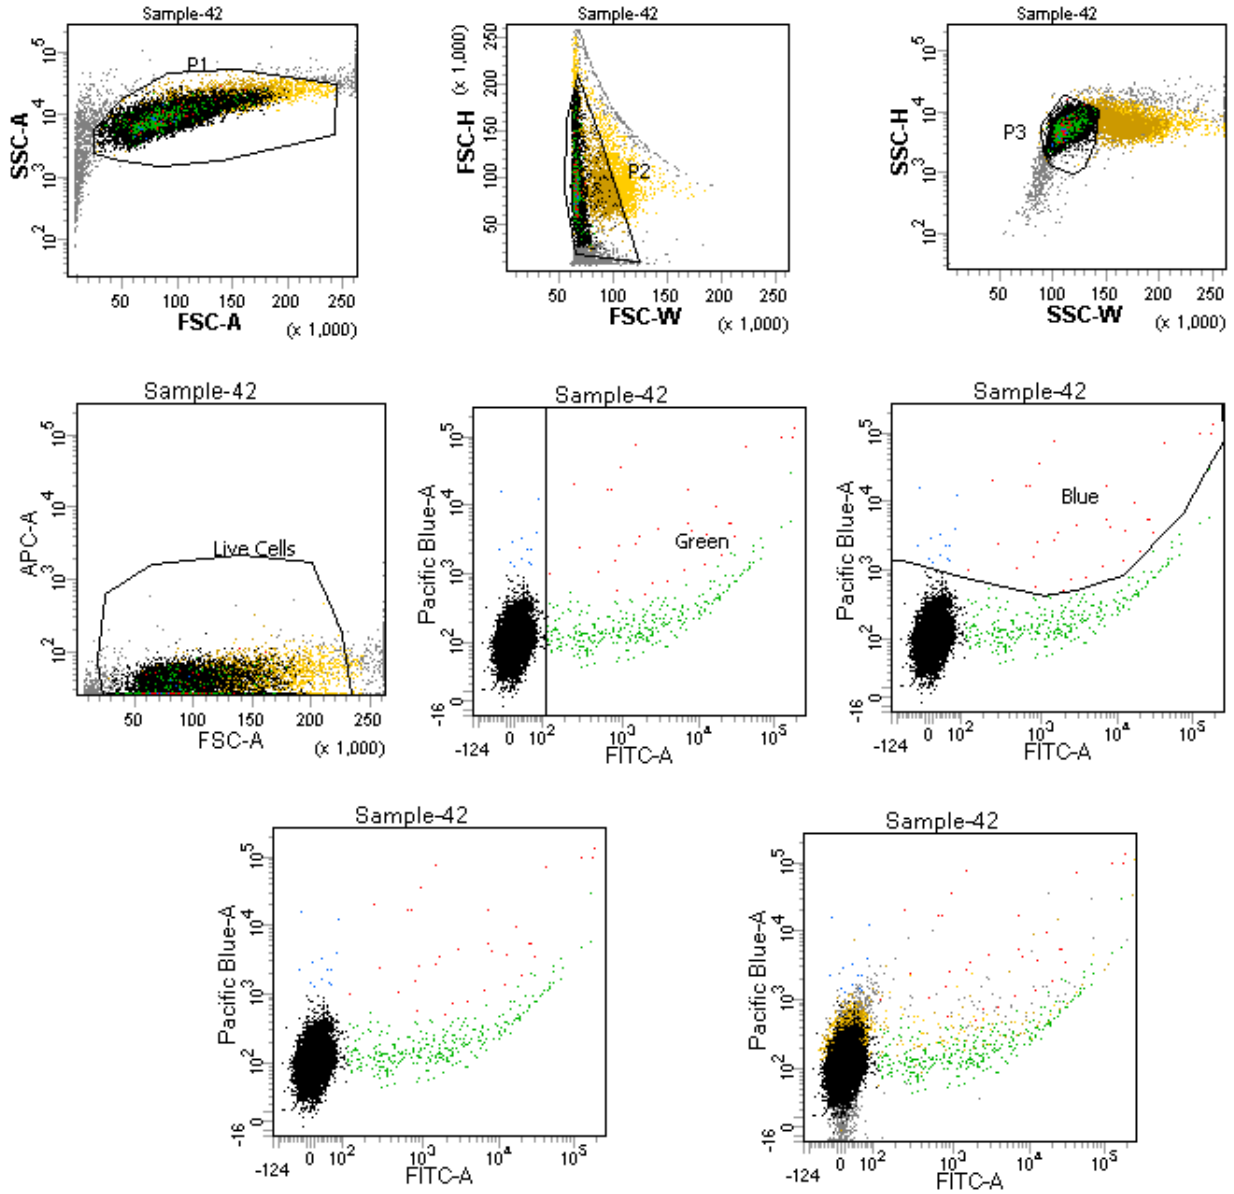 Sample-42
P1
SSC-A
10^5
10^4
10^3
10^2
50 100 150 200 250
FSC-A
(x 1,000)
Sample-42
P2
FSC-H
(x 1,000)
250
200
150
100
50
50 100 150 200 250
FSC-W
(x 1,000)
Sample-42
P3
SSC-H
10^5
10^4
10^3
10^2
50 100 150 200 250
SSC-W
(x 1,000)
Sample-42
Live Cells
APC-A
10^5
10^4
10^3
10^2
50 100 150 200 250
FSC-A
(x 1,000)
Sample-42
Green
Pacific Blue-A
10^5
10^4
10^3
10^2
0
-16
-124
0 10^2 10^3 10^4 10^5
FITC-A
Sample-42
Blue
Pacific Blue-A
10^5
10^4
10^3
10^2
0
-16
-124
0 10^2 10^3 10^4 10^5
FITC-A
Sample-42
Pacific Blue-A
10^5
10^4
10^3
10^2
0
-16
-124
0 10^2 10^3 10^4 10^5
FITC-A
Sample-42
Pacific Blue-A
10^5
10^4
10^3
10^2
0
-16
-124
0 10^2 10^3 10^4 10^5
FITC-A